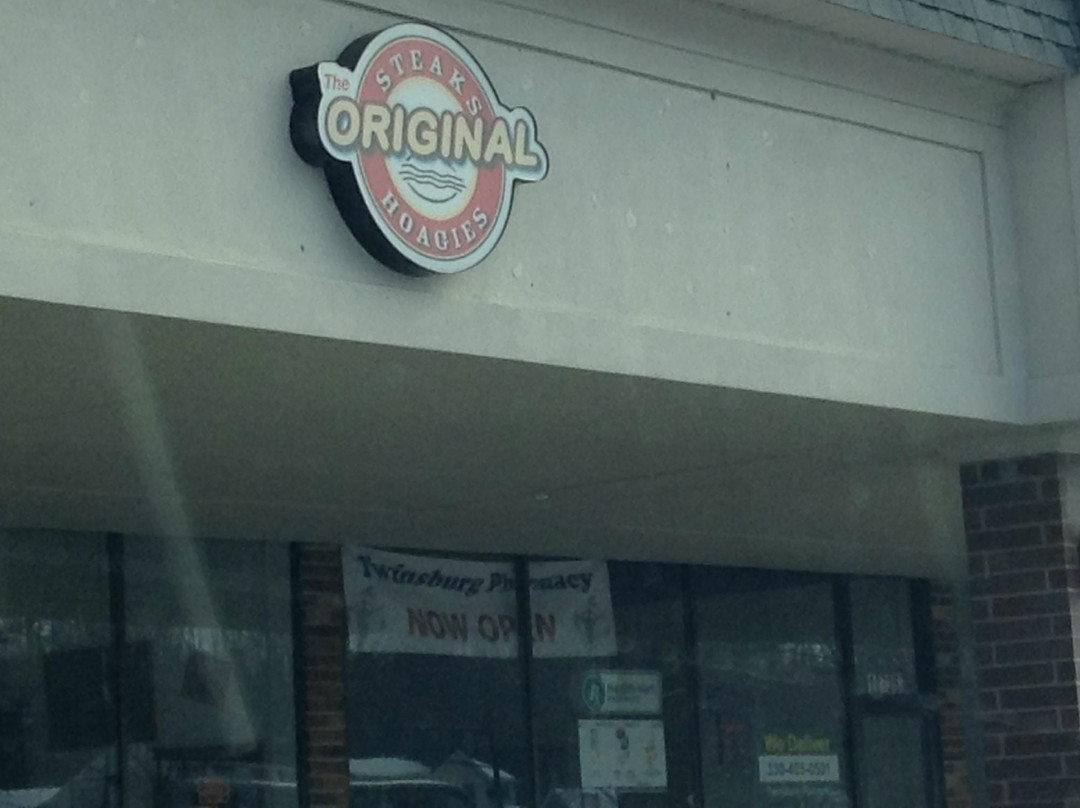 The
STEAKS
ORIGINAL
HOAGIES
Twinsburg Pharmacy
NOW OPEN
We Deliver